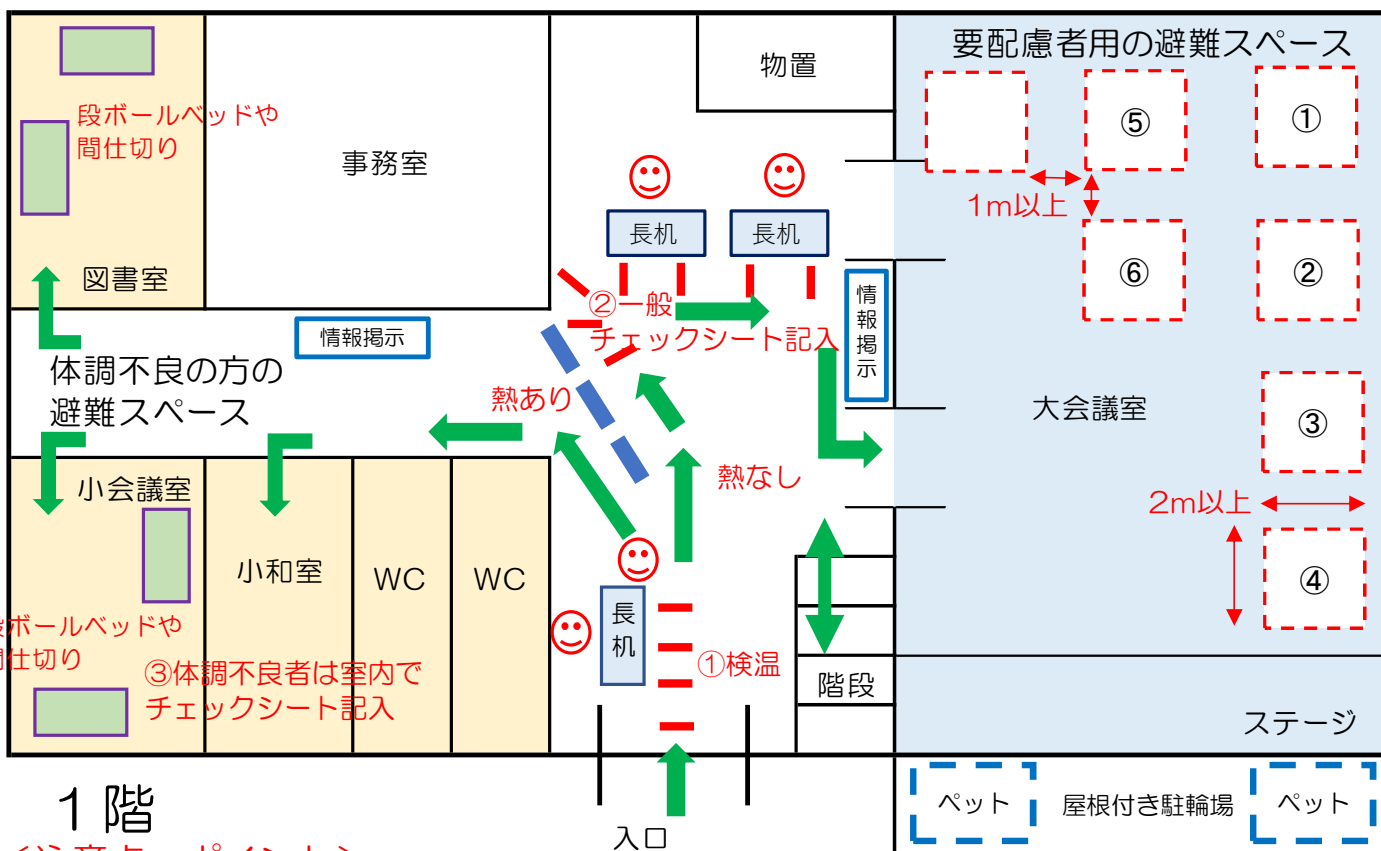 物置
要配慮者用の避難スペース
段ボールベッドや
間仕切り
事務室
⑤
①
1m以上
長机
長机
図書室
⑥
②
②一般
チェックシート記入
情報掲示
情報掲示
体調不良の方の
避難スペース
熱あり
大会議室
③
熱なし
小会議室
2m以上
小和室
WC
WC
④
長机
段ボールベッドや
間仕切り
③体調不良者は室内で
チェックシート記入
①検温
階段
ステージ
1階
ペット
屋根付き駐輪場
ペット
入口